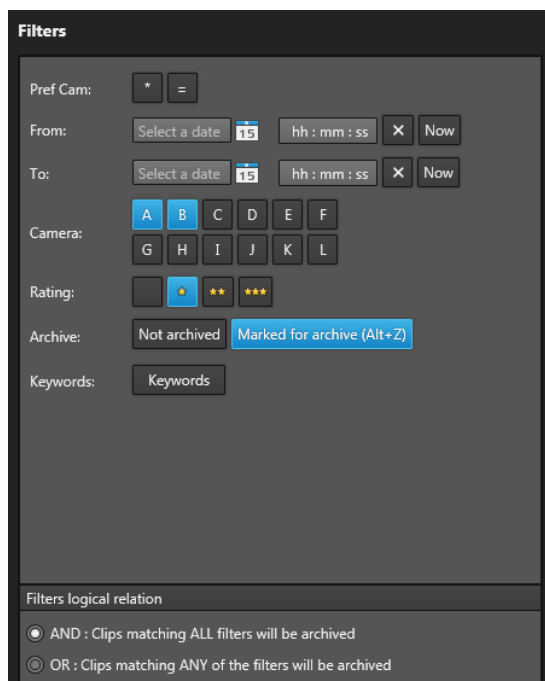 Filters
Pref Cam: * =
From: Select a date 15 hh : mm : ss ✕ Now
To: Select a date 15 hh : mm : ss ✕ Now
Camera: A B C D E F
G H I J K L
Rating: ★ ★★ ★★★
Archive: Not archived Marked for archive (Alt+Z)
Keywords: Keywords
Filters logical relation
AND : Clips matching ALL filters will be archived
OR : Clips matching ANY of the filters will be archived